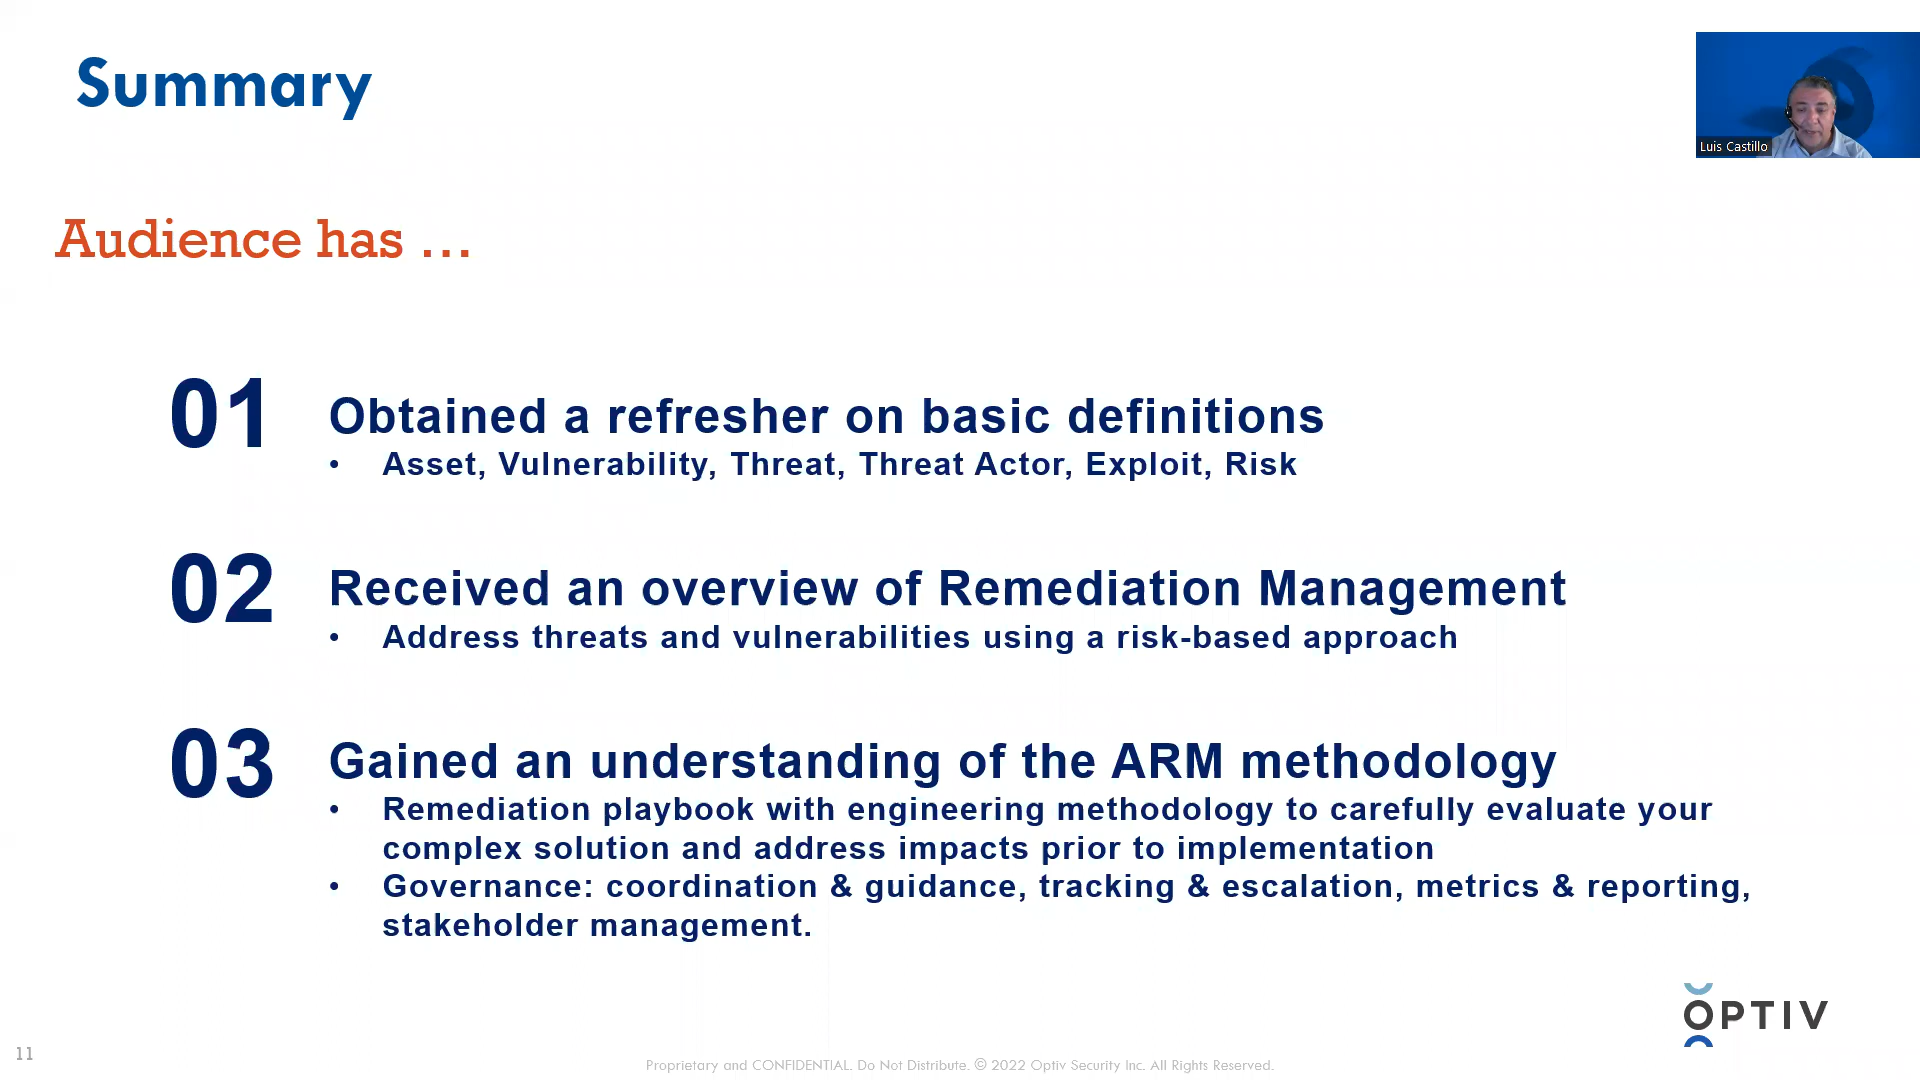 Summary
Luis Castillo
Audience has ...
01
Obtained a refresher on basic definitions
• Asset, Vulnerability, Threat, Threat Actor, Exploit, Risk
02
Received an overview of Remediation Management
• Address threats and vulnerabilities using a risk-based approach
03
Gained an understanding of the ARM methodology
• Remediation playbook with engineering methodology to carefully evaluate your
complex solution and address impacts prior to implementation
• Governance: coordination & guidance, tracking & escalation, metrics & reporting,
stakeholder management.
OPTIV
11
Proprietary and CONFIDENTIAL. Do Not Distribute. © 2022 Optiv Security Inc. All Rights Reserved.